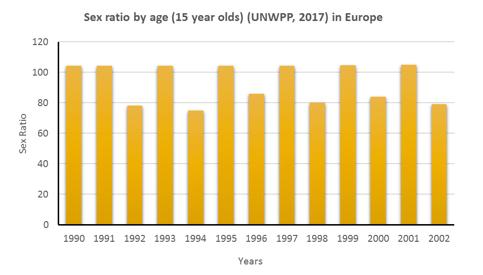 Sex ratio by age (15 year olds) (UNWPP, 2017) in Europe
120
100
80
60
40
20
0
Sex Ratio
1990 1991 1992 1993 1994 1995 1996 1997 1998 1999 2000 2001 2002
Years